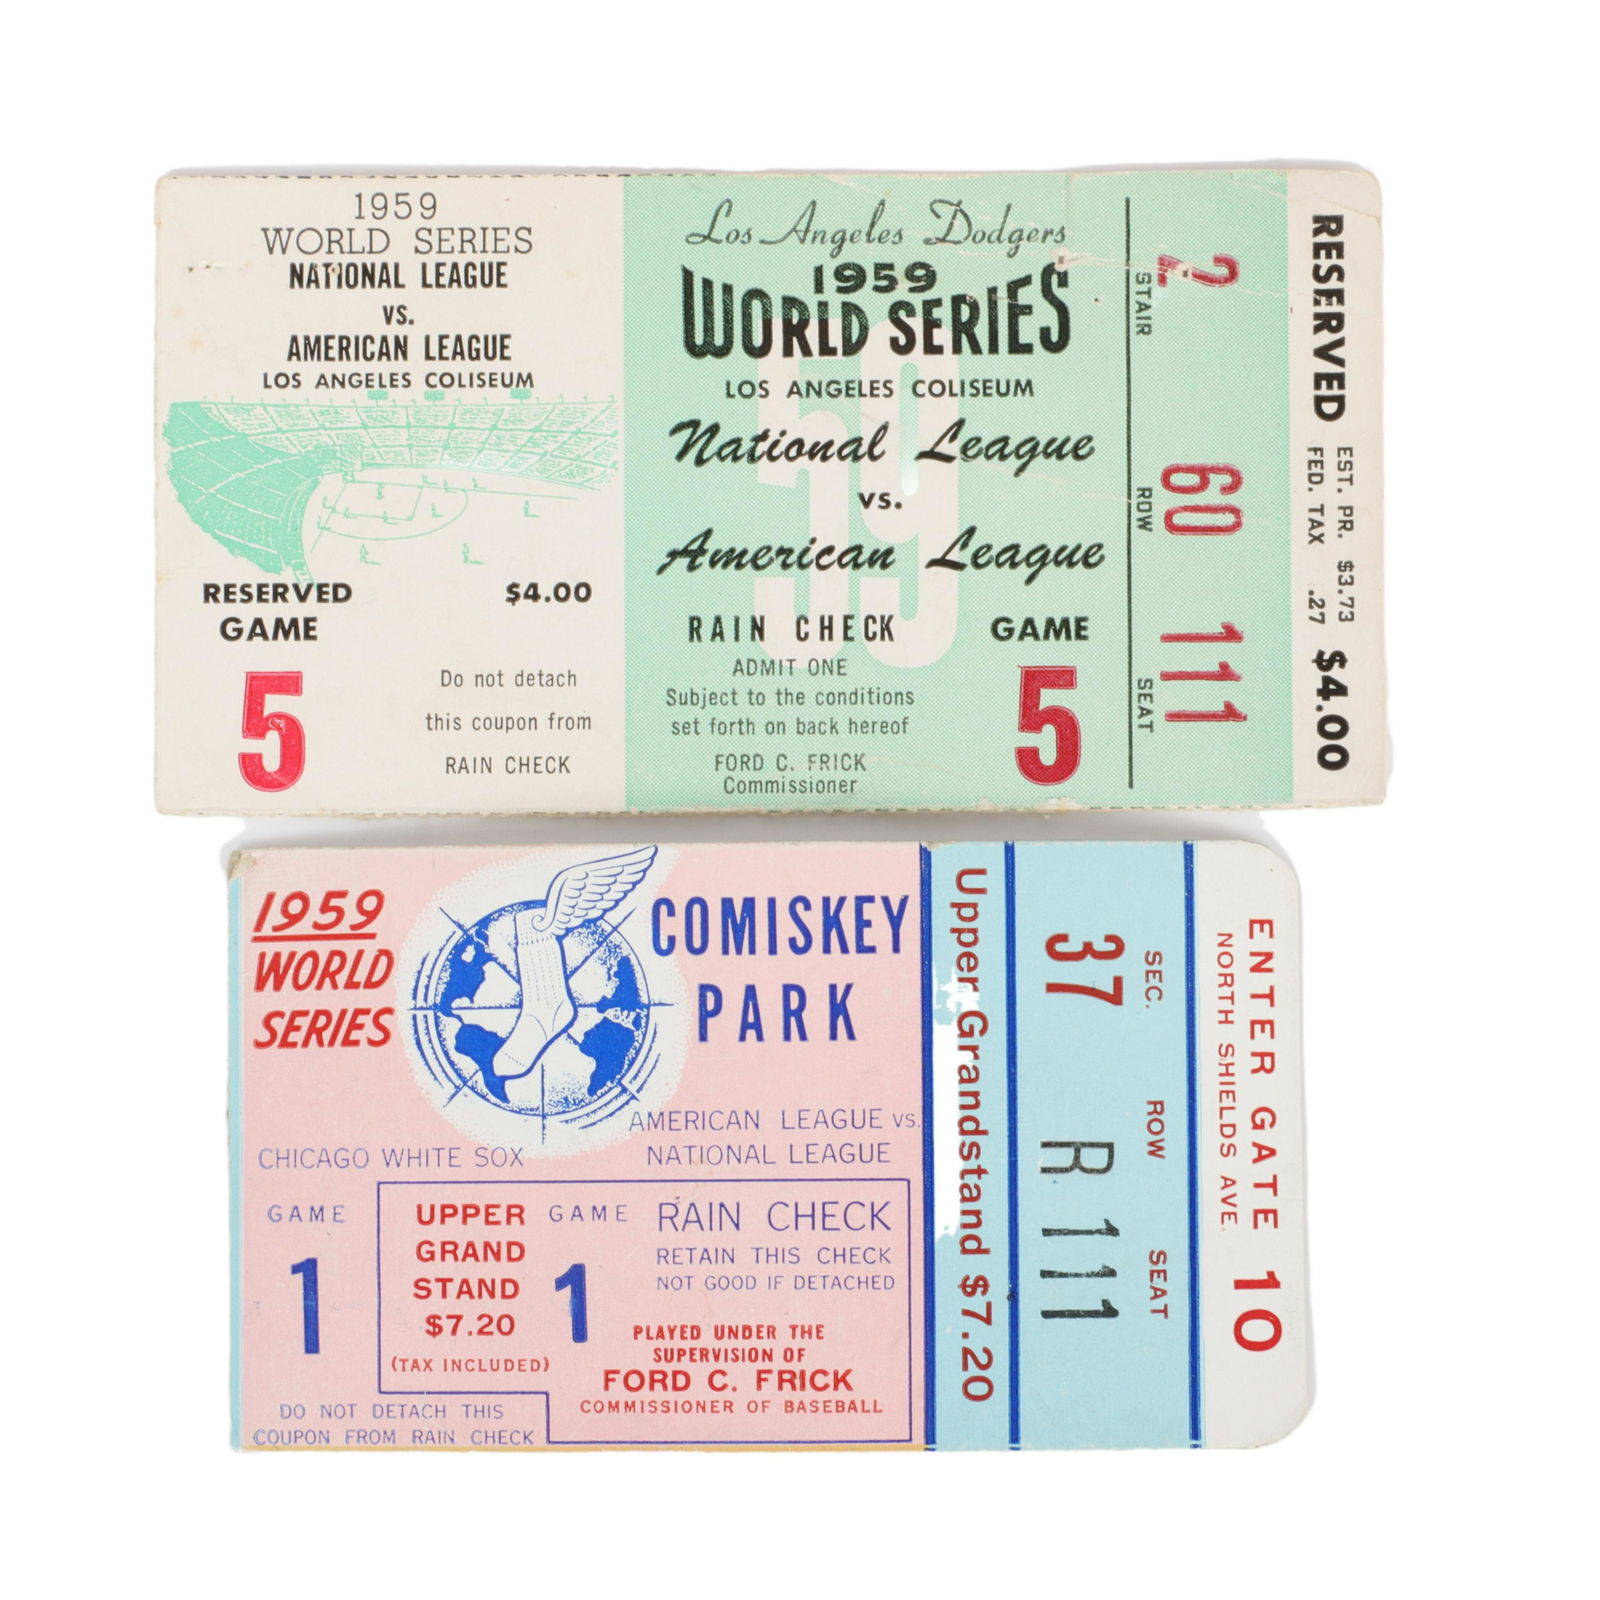 1959
WORLD SERIES
NATIONAL LEAGUE
VS.
AMERICAN LEAGUE
LOS ANGELES COLISEUM
RESERVED $4.00
GAME
5
Do not detach
this coupon from
RAIN CHECK
Los Angeles Dodgers
1959
WORLD SERIES
LOS ANGELES COLISEUM
59
National League
vs.
American League
RAIN CHECK
ADMIT ONE
Subject to the conditions
set forth on back hereof
FORD C. FRICK
Commissioner
GAME
5
2
STAIR
60
ROW
111
SEAT
RESERVED
EST. PR. $3.73
FED. TAX .27
$4.00
1959
WORLD
SERIES
COMISKEY
PARK
AMERICAN LEAGUE VS.
NATIONAL LEAGUE
CHICAGO WHITE SOX
GAME
1
UPPER
GRAND
STAND
$7.20
(TAX INCLUDED)
GAME
1
RAIN CHECK
RETAIN THIS CHECK
NOT GOOD IF DETACHED
PLAYED UNDER THE
SUPERVISION OF
FORD C. FRICK
COMMISSIONER OF BASEBALL
DO NOT DETACH THIS
COUPON FROM RAIN CHECK
Upper Grandstand $7.20
SEC. ROW SEAT
37 R 111
ENTER GATE 10
NORTH SHIELDS AVE.